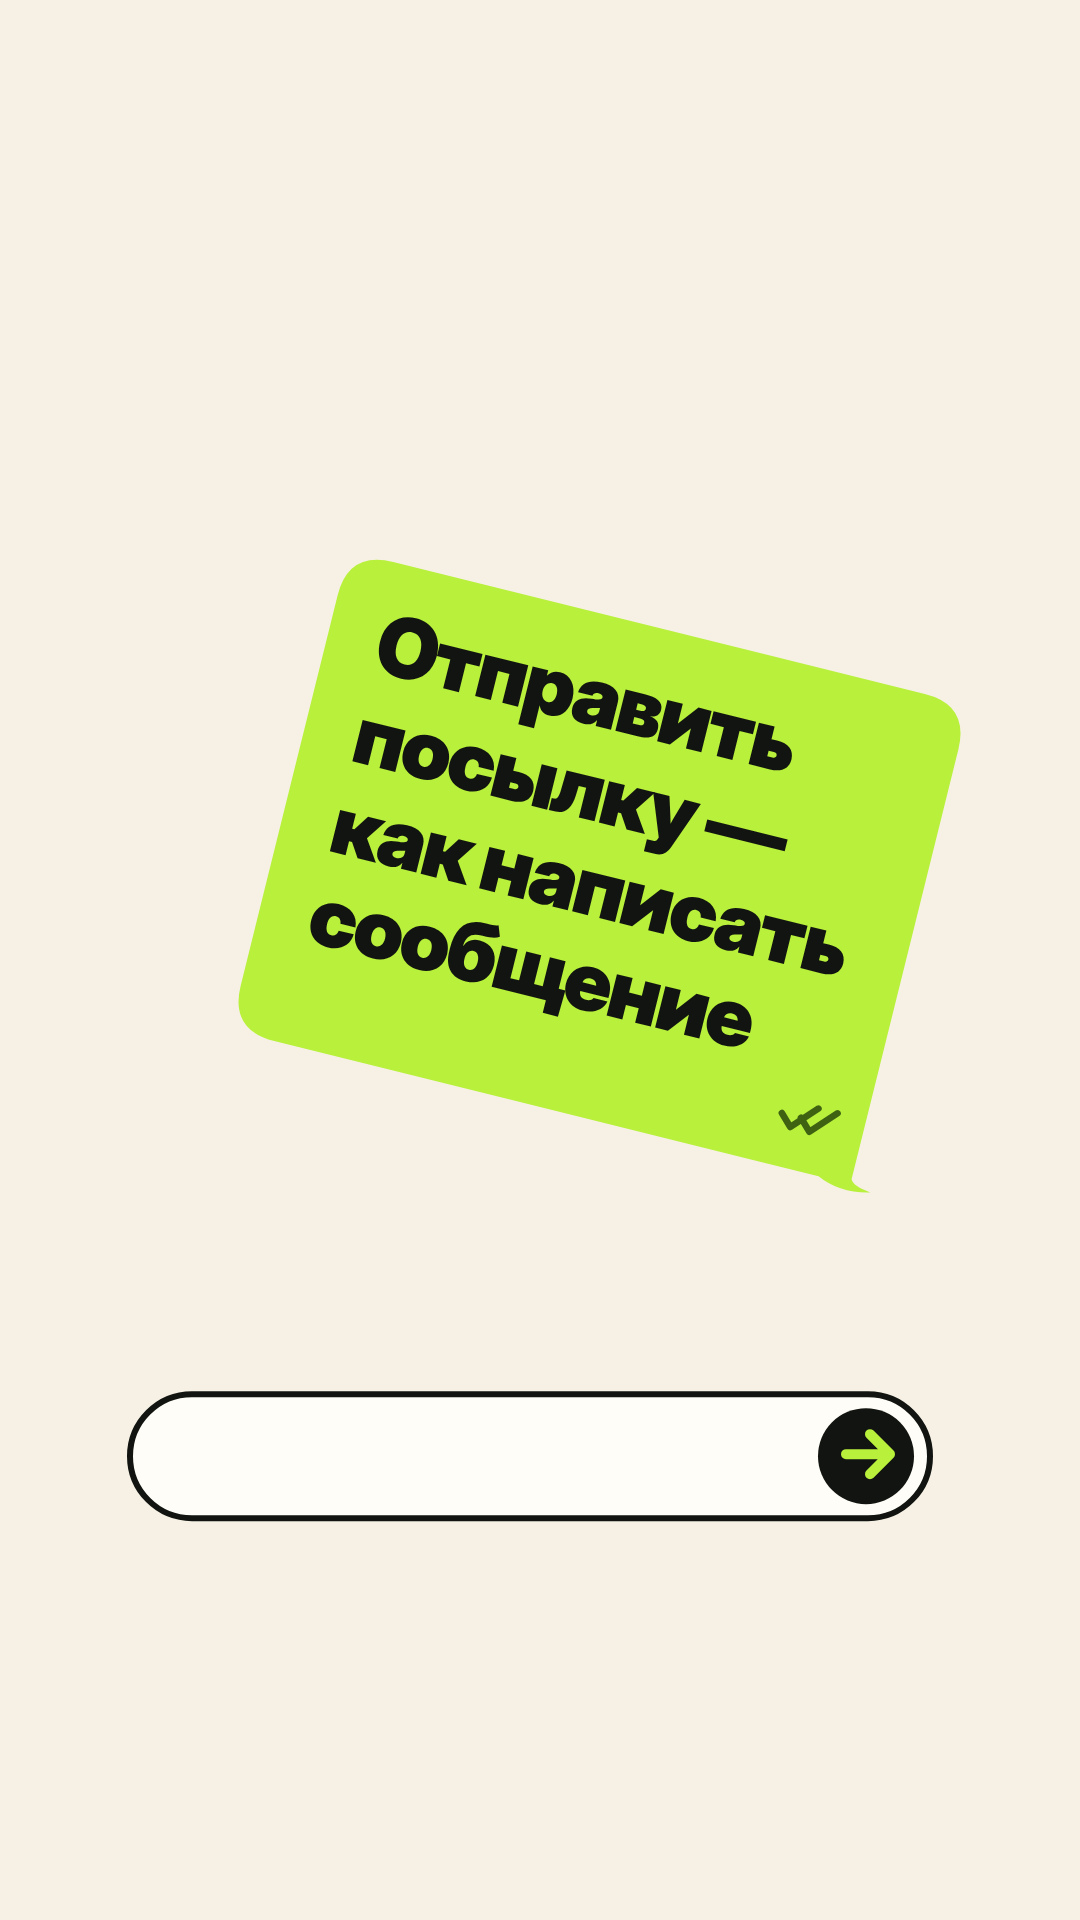 Отправить
посылку —
как написать
сообщение